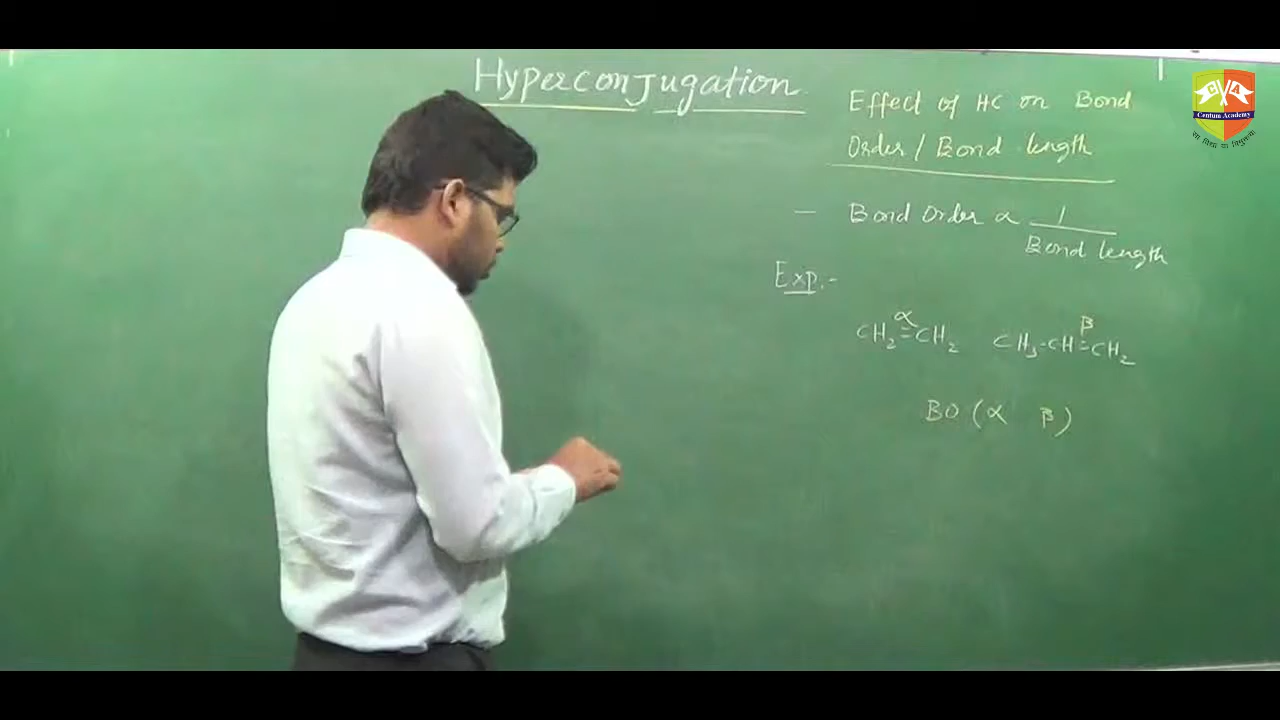 Hyperconjugation
Effect of HC on Bond
Order/Bond length
CVA
Centum Academy
— Bond Order α 1/Bond length
Exp.-
CH₂=CH₂ α CH₃-CH=CH₂ β
BO (α β)